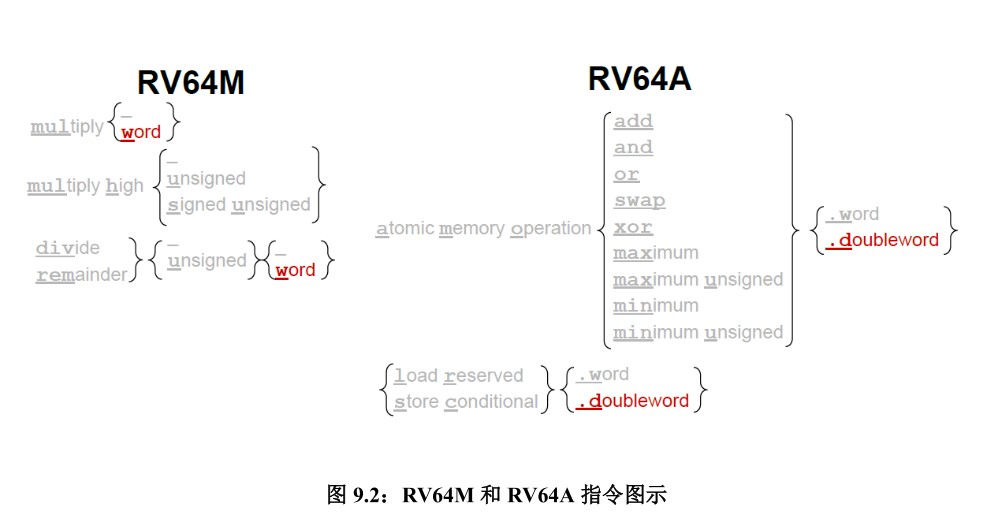 RV64M
multiply { _
word }
multiply high { _
unsigned
signed unsigned }
divide
remainder } { _
unsigned } { _
word }
RV64A
atomic memory operation { add
and
or
swap
xor
maximum
maximum unsigned
minimum
minimum unsigned } { .word
.doubleword }
{ load reserved
store conditional } { .word
.doubleword }
图 9.2：RV64M 和 RV64A 指令图示